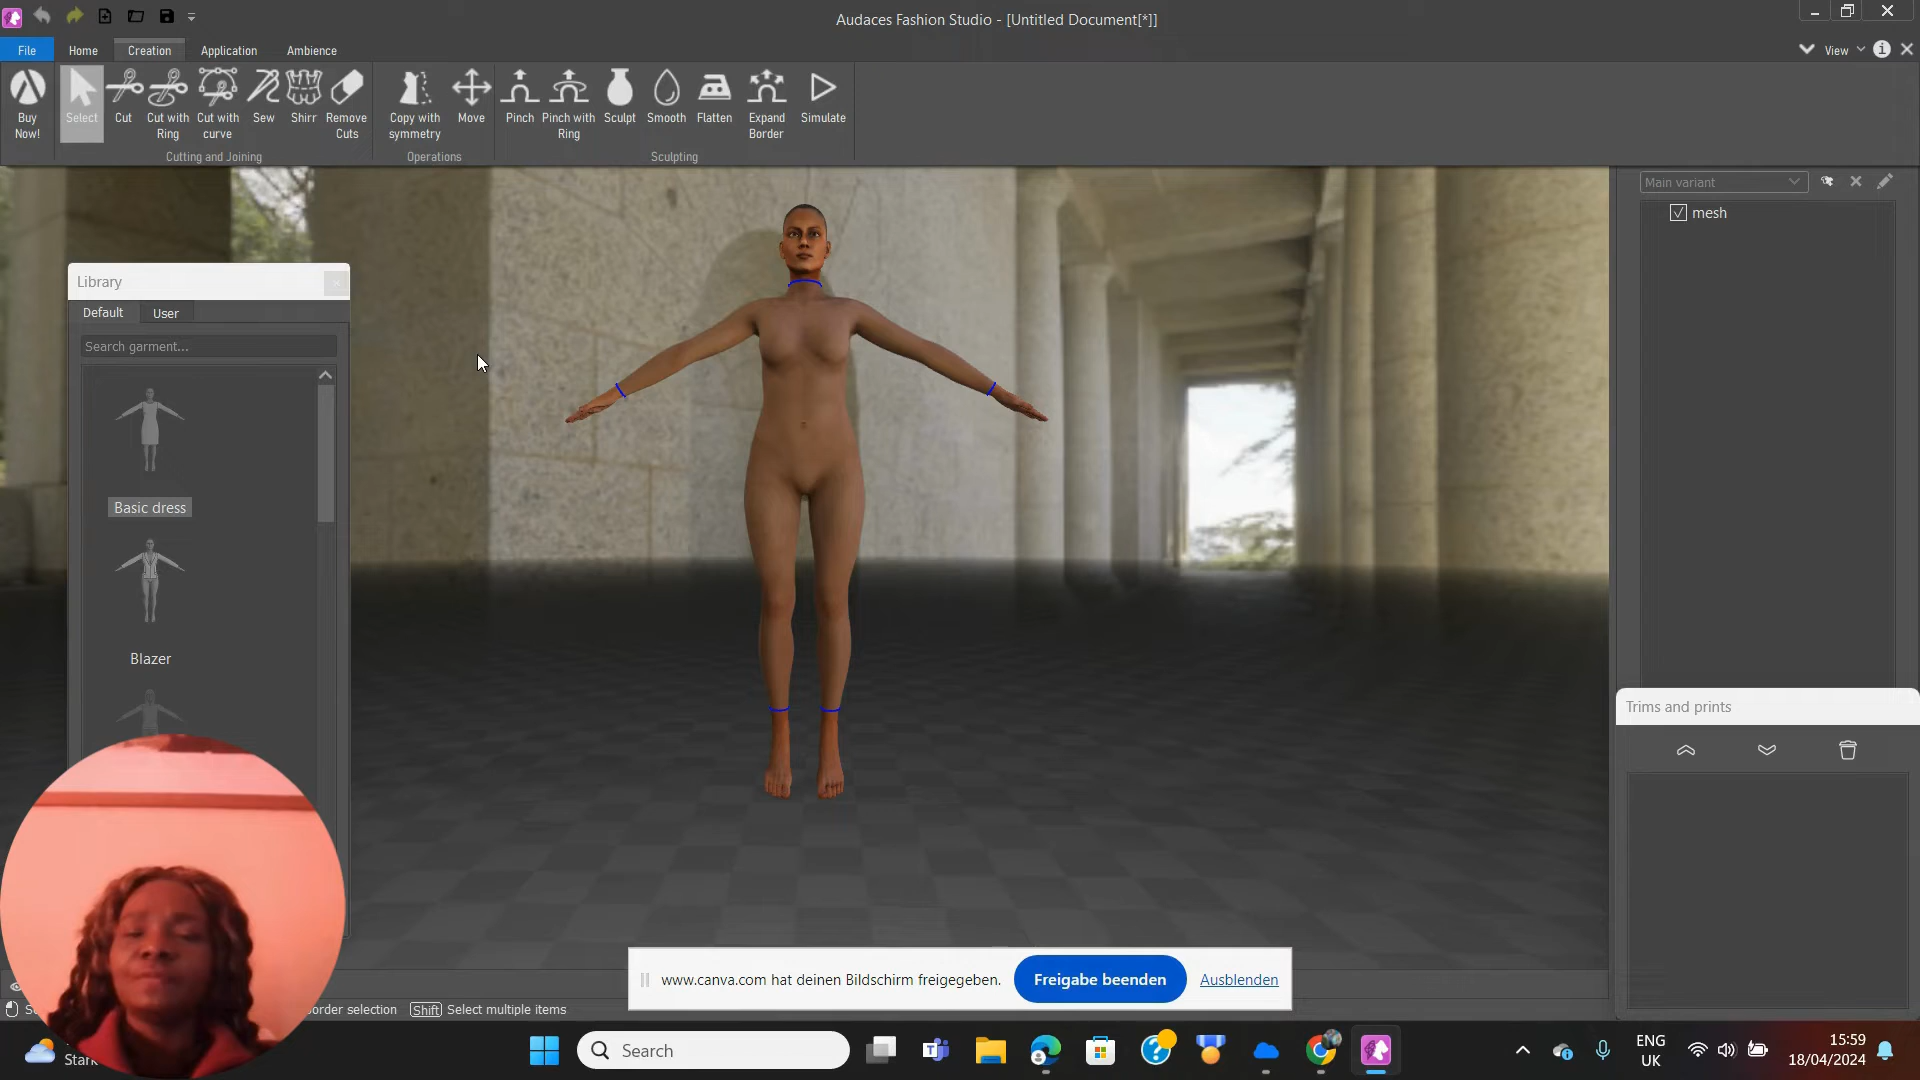 Audaces Fashion Studio - [Untitled Document[*]]
File
Home
Creation
Application
Ambience
View
Buy Now!
Select
Cut
Cut with Ring
Cut with curve
Sew
Shirr
Remove Cuts
Copy with symmetry
Move
Pinch
Pinch with Ring
Sculpt
Smooth
Flatten
Expand Border
Simulate
Cutting and Joining
Operations
Sculpting
Main variant
mesh
Library
Default
User
Search garment...
Basic dress
Blazer
Trims and prints
www.canva.com hat deinen Bildschirm freigegeben.
Freigabe beenden
Ausblenden
order selection
Shift Select multiple items
Search
ENG
UK
15:59
18/04/2024